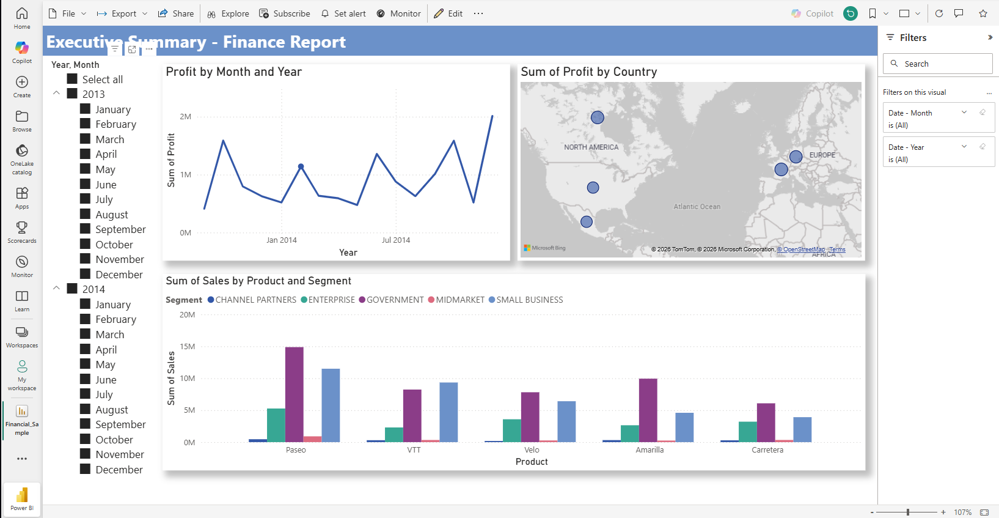 File
Export
Share
Explore
Subscribe
Set alert
Monitor
Edit
Copilot
Home
Copilot
Create
Browse
OneLake
catalog
Apps
Scorecards
Monitor
Learn
Workspaces
My
workspace
Financial_Sa
mple
Power BI
Executive Summary - Finance Report
Year, Month
Select all
2013
January
February
March
April
May
June
July
August
September
October
November
December
2014
January
February
March
April
May
June
July
August
September
October
November
December
Profit by Month and Year
Sum of Profit
2M
1M
0M
Jan 2014
Jul 2014
Year
Sum of Profit by Country
NORTH AMERICA
EUROPE
Atlantic Ocean
AFRICA
Microsoft Bing
© 2026 TomTom, © 2026 Microsoft Corporation, © OpenStreetMap Terms
Sum of Sales by Product and Segment
Segment CHANNEL PARTNERS ENTERPRISE GOVERNMENT MIDMARKET SMALL BUSINESS
Sum of Sales
20M
15M
10M
5M
0M
Paseo
VTT
Velo
Amarilla
Carretera
Product
Filters
Search
Filters on this visual
Date - Month
is (All)
Date - Year
is (All)
- + 107%